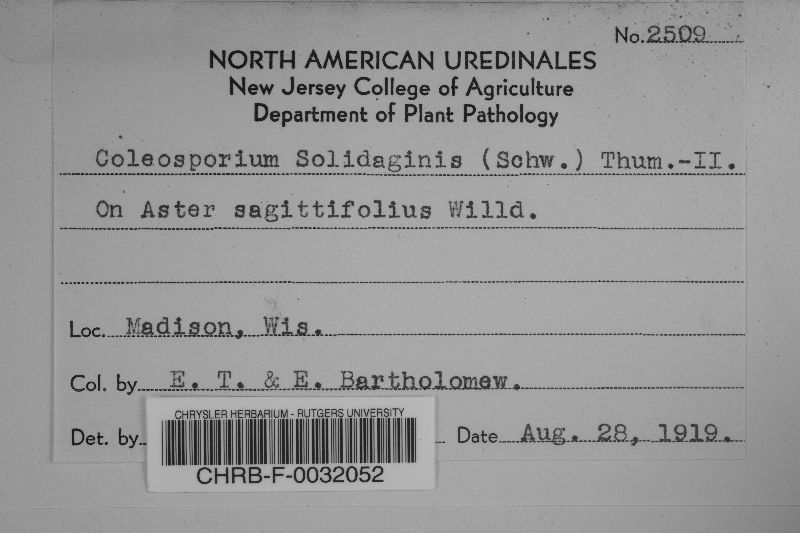 No. 2509
NORTH AMERICAN UREDINALES
New Jersey College of Agriculture
Department of Plant Pathology
Coleosporium Solidaginis (Schw.) Thum.-II.
On Aster sagittifolius Willd.
Loc. Madison, Wis.
Col. by E. T. & E. Bartholomew.
Det. by
Date Aug. 28, 1919.
CHRYSLER HERBARIUM - RUTGERS UNIVERSITY
CHRB-F-0032052